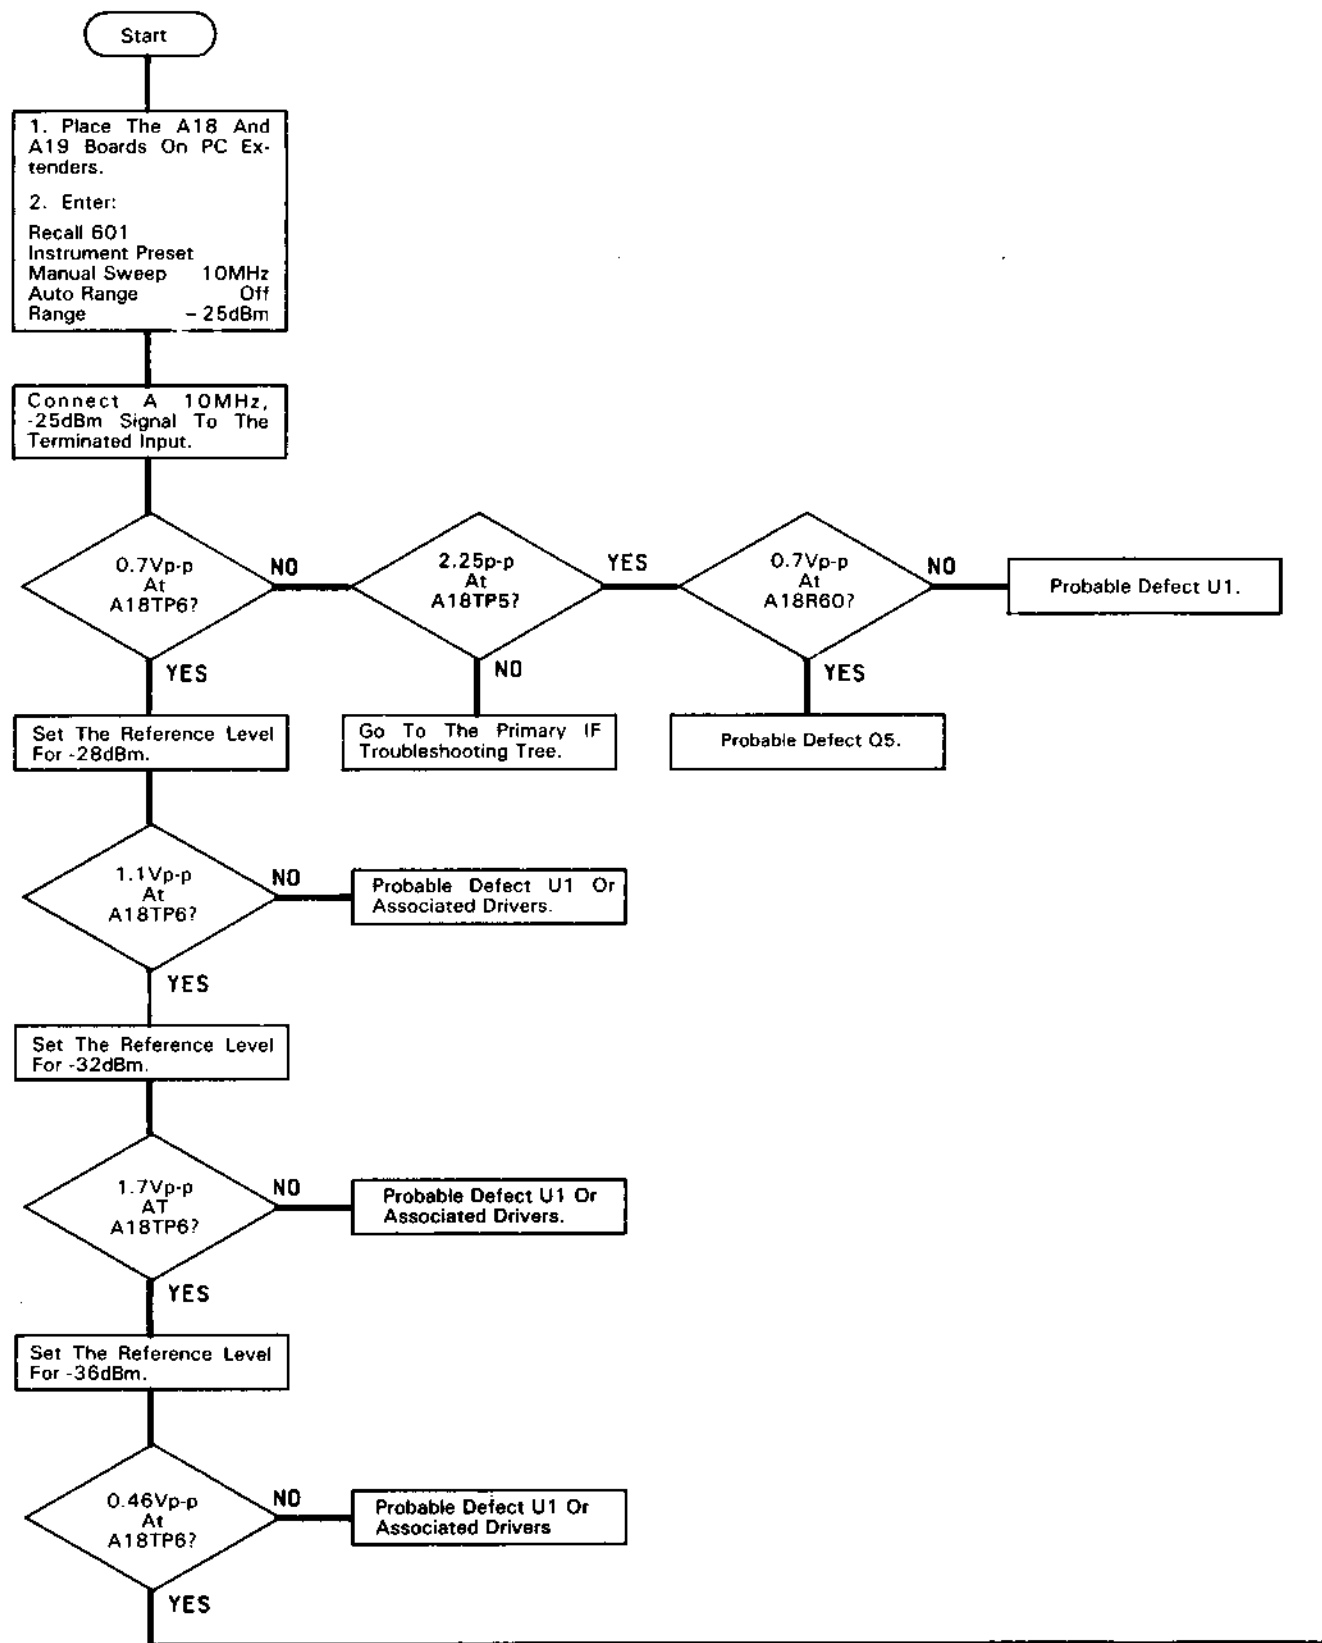 Start
1. Place The A18 And
A19 Boards On PC Ex-
tenders.
2. Enter:
Recall 601
Instrument Preset
Manual Sweep 10MHz
Auto Range Off
Range - 25dBm
Connect A 10MHz,
-25dBm Signal To The
Terminated Input.
0.7Vp-p
At
A18TP6?
NO
2.25p-p
At
A18TP5?
YES
0.7Vp-p
At
A18R60?
NO
Probable Defect U1.
YES
NO
YES
Set The Reference Level
For -28dBm.
Go To The Primary IF
Troubleshooting Tree.
Probable Defect Q5.
1.1Vp-p
At
A18TP6?
NO
Probable Defect U1 Or
Associated Drivers.
YES
Set The Reference Level
For -32dBm.
1.7Vp-p
AT
A18TP6?
NO
Probable Defect U1 Or
Associated Drivers.
YES
Set The Reference Level
For -36dBm.
0.46Vp-p
At
A18TP6?
NO
Probable Defect U1 Or
Associated Drivers
YES